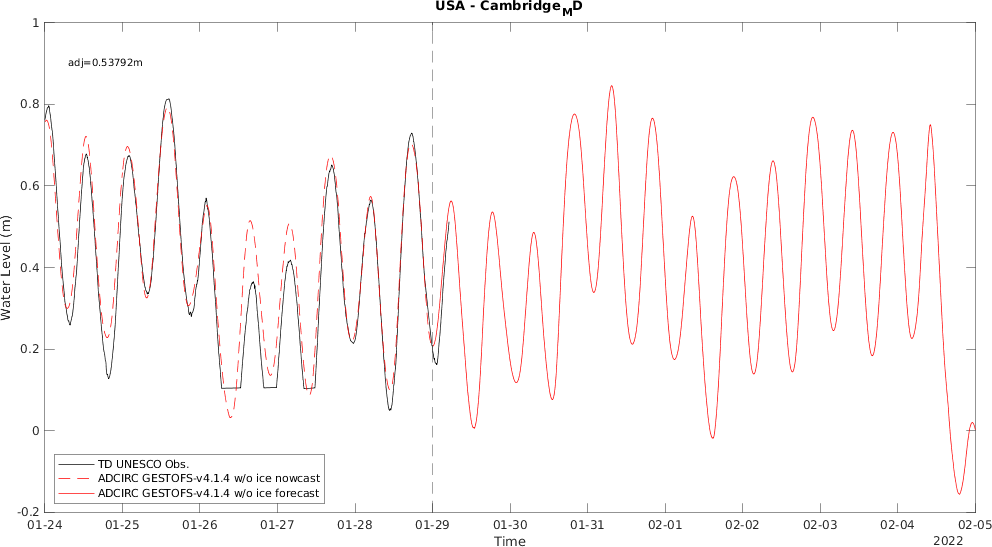 USA - Cambridge_MD
1
adj=0.53792m
0.8
0.6
0.4
0.2
0
-0.2
Water Level (m)
TD UNESCO Obs.
ADCIRC GESTOFS-v4.1.4 w/o ice nowcast
ADCIRC GESTOFS-v4.1.4 w/o ice forecast
01-24 01-25 01-26 01-27 01-28 01-29 01-30 01-31 02-01 02-02 02-03 02-04 02-05
Time
2022